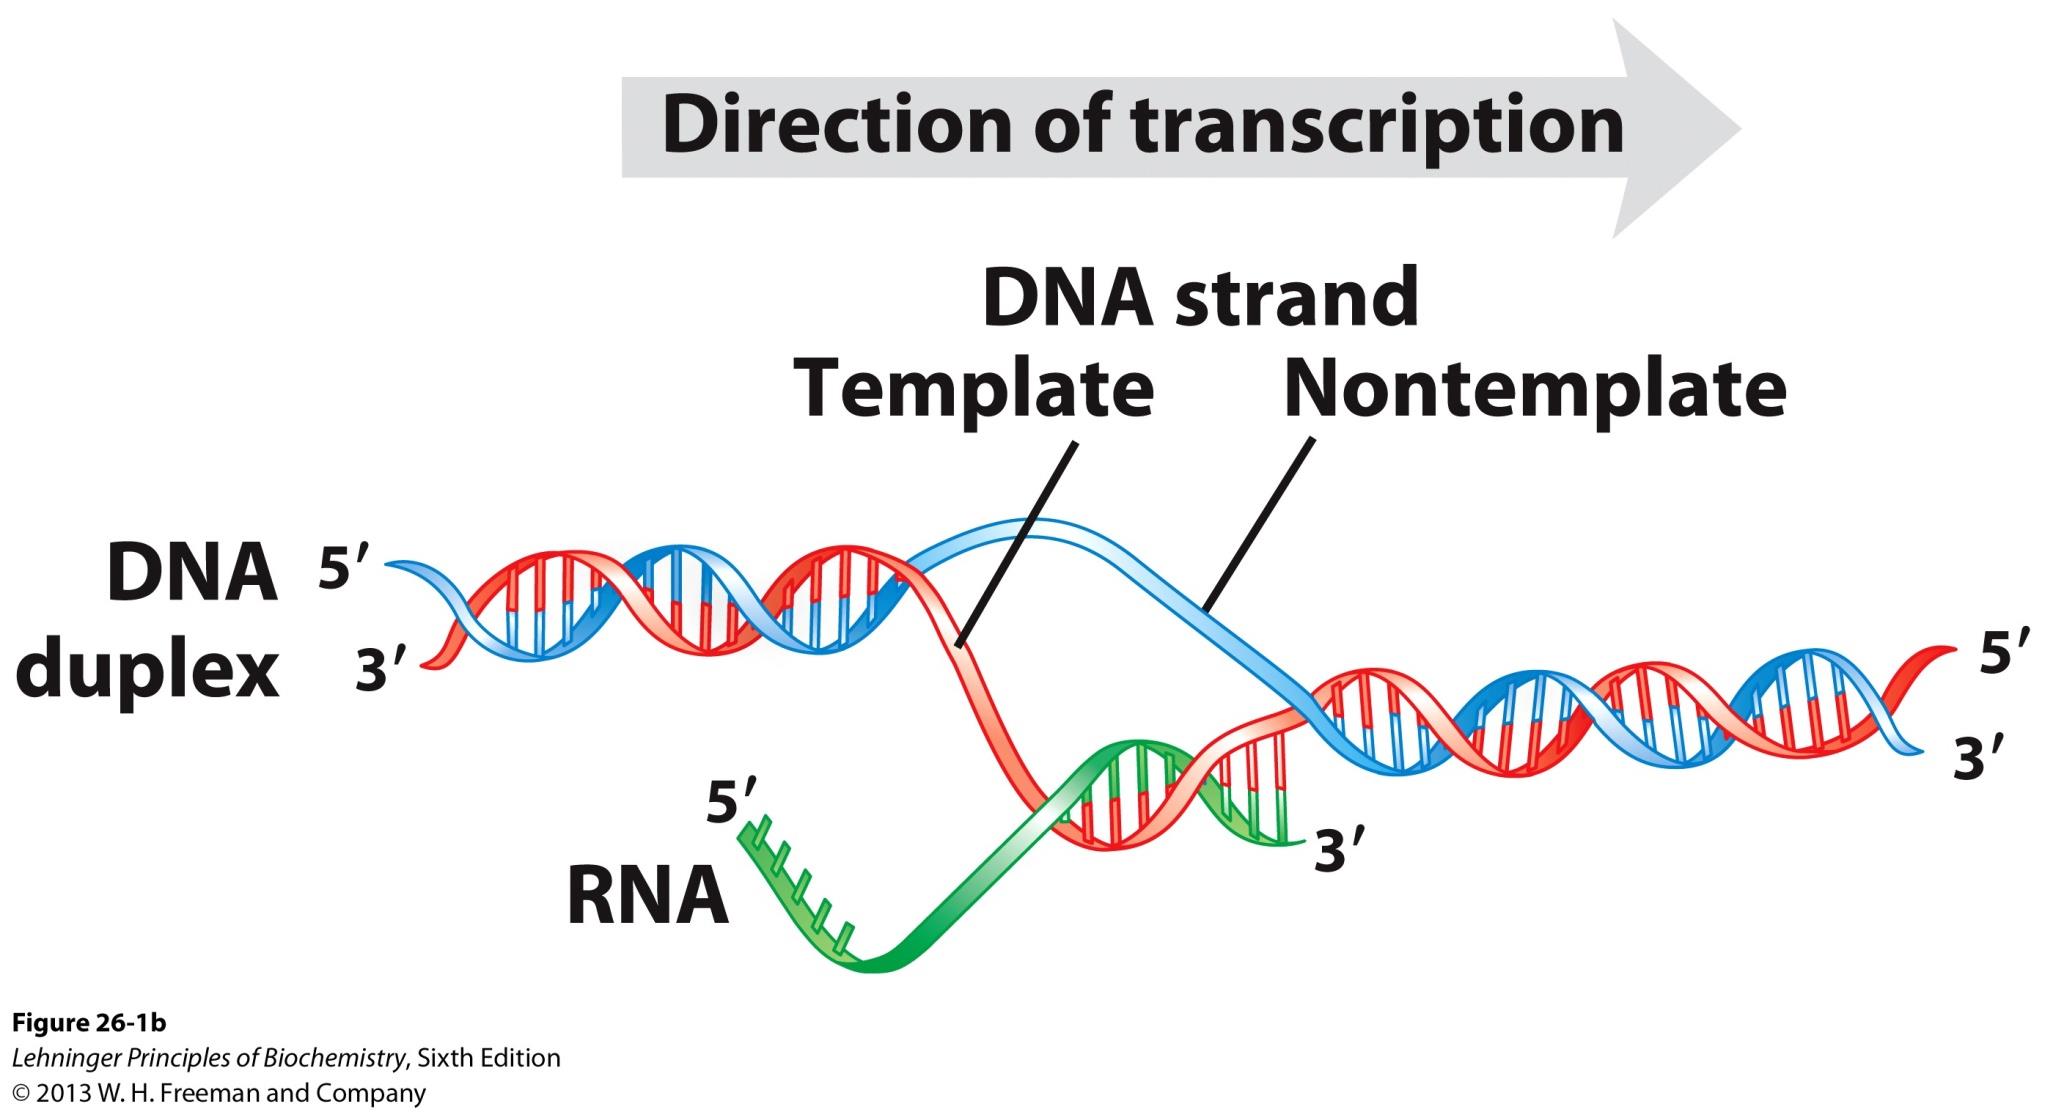 Direction of transcription
DNA strand
Template Nontemplate
DNA 5′
duplex 3′
5′
3′
5′
RNA
3′
Figure 26-1b
Lehninger Principles of Biochemistry, Sixth Edition
© 2013 W. H. Freeman and Company